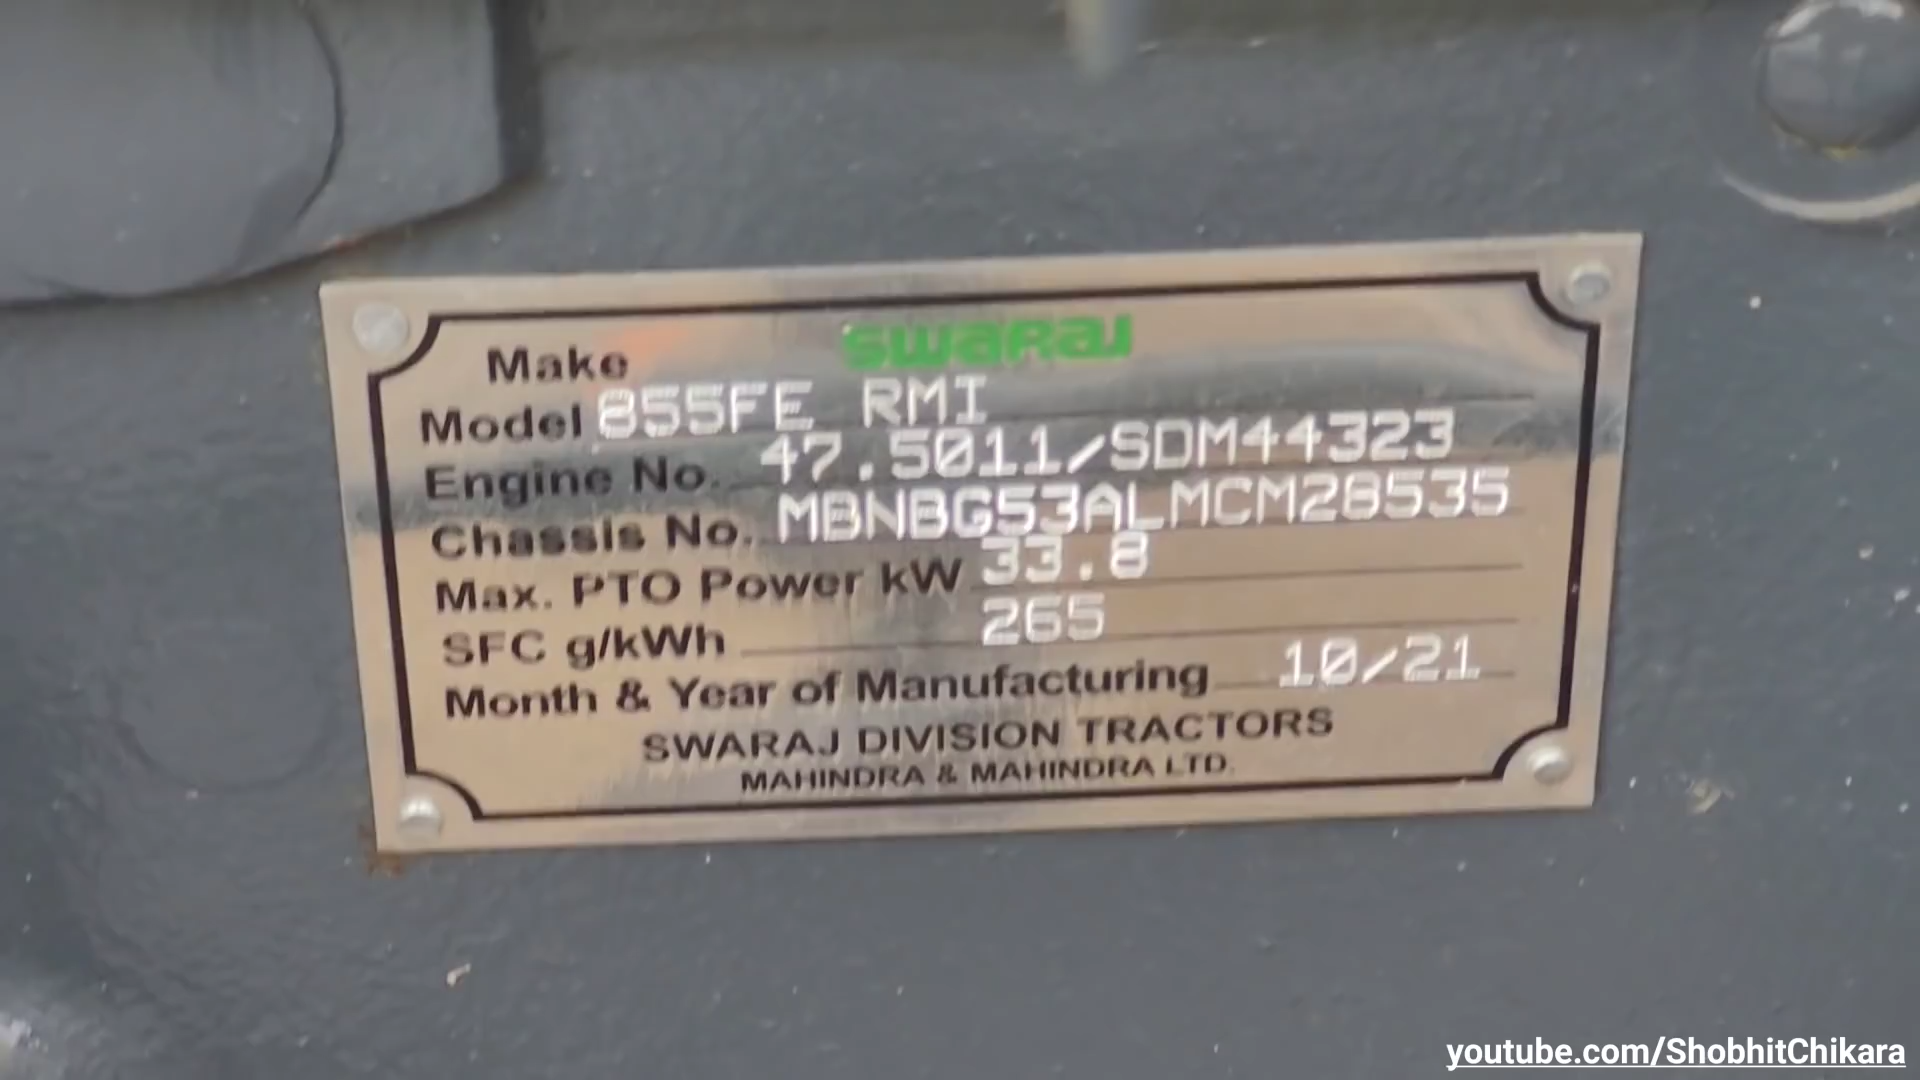 Make swaraj
Model 855FE RMI
Engine No. 47.5011/SDM44323
Chassis No. MBNBG53ALMCM28535
Max. PTO Power kW 33.8
SFC g/kWh 265
Month & Year of Manufacturing 10/21
SWARAJ DIVISION TRACTORS
MAHINDRA & MAHINDRA LTD.
youtube.com/ShobhitChikara